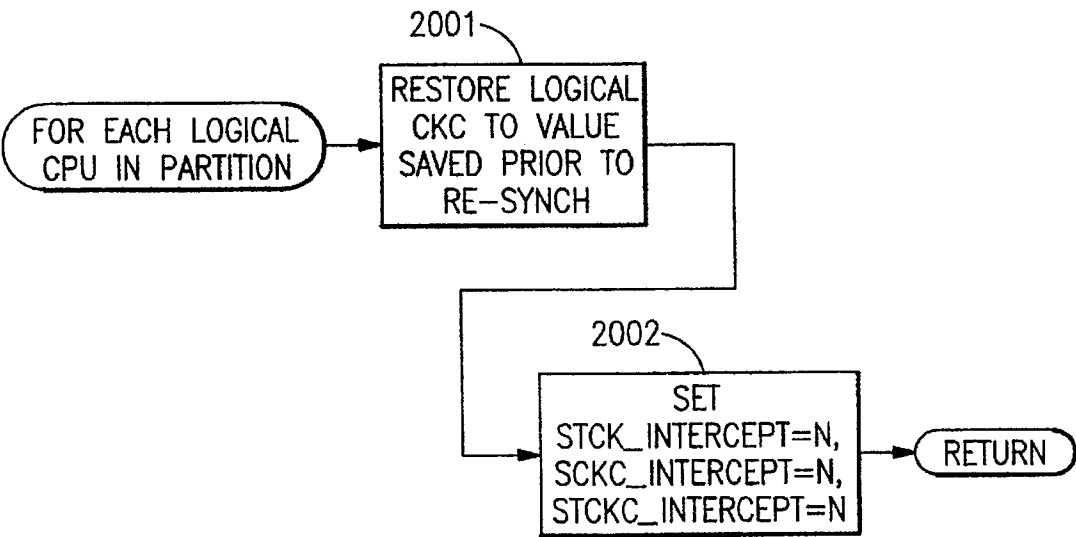 2001
FOR EACH LOGICAL
CPU IN PARTITION
RESTORE LOGICAL
CKC TO VALUE
SAVED PRIOR TO
RE-SYNCH
2002
SET
STCK_INTERCEPT=N,
SCKC_INTERCEPT=N,
STCKC_INTERCEPT=N
RETURN